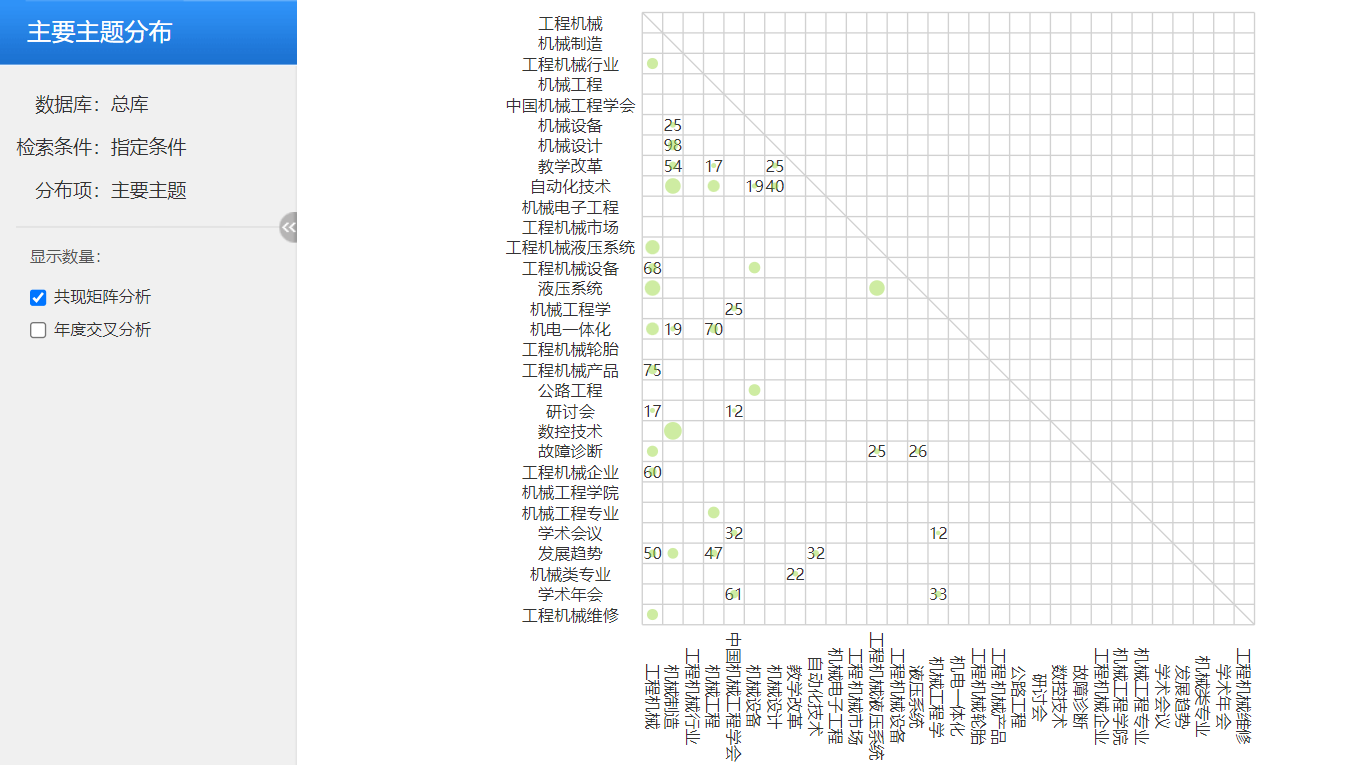 主要主题分布
数据库：总库
检索条件：指定条件
分布项：主要主题
显示数量：
共现矩阵分析
年度交叉分析
工程机械
机械制造
工程机械行业
机械工程
中国机械工程学会
机械设备 25
机械设计 98
教学改革 54 17 25
自动化技术 19 40
机械电子工程
工程机械市场
工程机械液压系统
工程机械设备 68
液压系统
机械工程学 25
机电一体化 19 70
工程机械轮胎
工程机械产品 75
公路工程
研讨会 17 12
数控技术
故障诊断 25 26
工程机械企业 60
机械工程学院
机械工程专业
学术会议 32 12
发展趋势 50 47 32
机械类专业 22
学术年会 61 33
工程机械维修
工程机械
机械制造
工程机械行业
机械工程
中国机械工程学会
机械设备
机械设计
教学改革
自动化技术
机械电子工程
工程机械市场
工程机械液压系统
工程机械设备
液压系统
机械工程学
机电一体化
工程机械轮胎
工程机械产品
公路工程
研讨会
数控技术
故障诊断
工程机械企业
机械工程学院
机械工程专业
学术会议
发展趋势
机械类专业
学术年会
工程机械维修